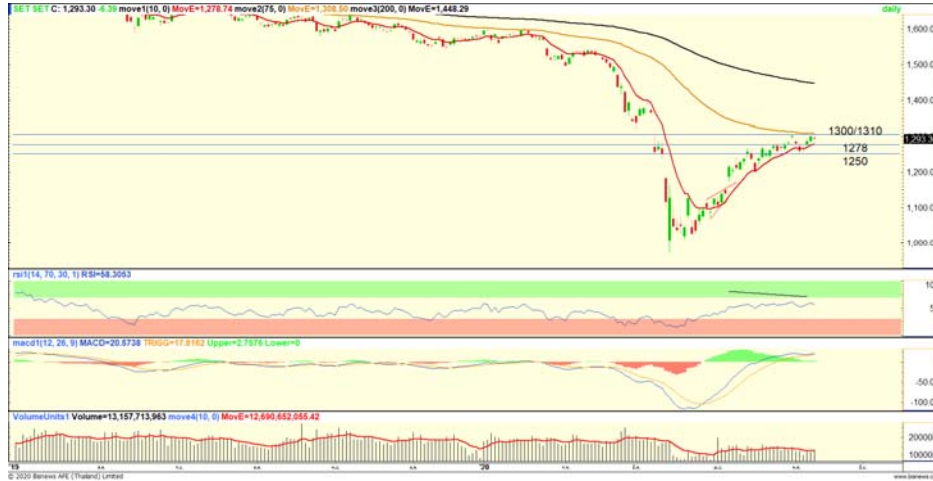 SET SET C: 1,293.30 -6.39 move1(10, 0) MovE=1,278.74 move2(75, 0) MovE=1,308.50 move3(200, 0) MovE=1,448.29
daily
1,600.0
1,500.0
1,400.0
1300/1310
1,293.3
1278
1250
1,200.0
1,100.0
1,000.0
rsi1(14, 70, 30, 1) RSI=58.3053
macd1(12, 26, 9) MACD=20.5738 TRIGG=17.8162 Upper=2.7576 Lower=0
-50.0
-100.
VolumeUnits1 Volume=13,157,713,963 move4(10, 0) MovE=12,690,652,055.42
20000
10000
'19 '20
© 2020 Bisnews AFE (Thailand) Limited